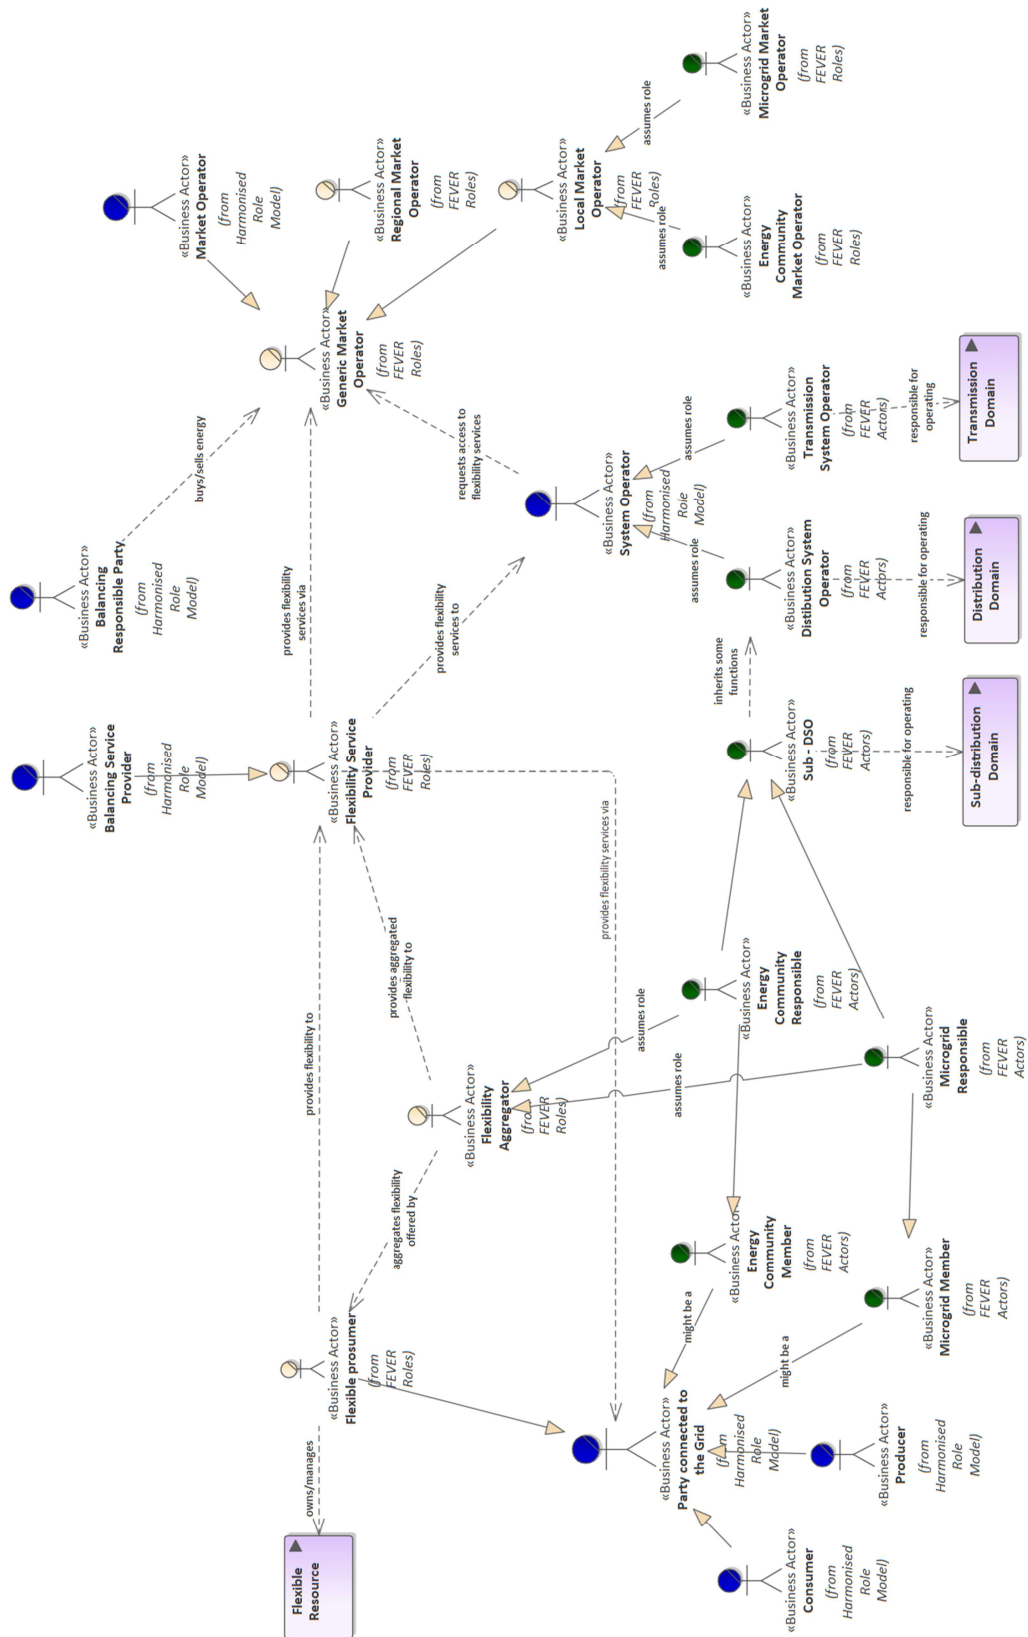 «Business Actor»
Market Operator
(from
Harmonised
Role
Model)
«Business Actor»
Regional Market
Operator
(from
FEVER
Roles)
«Business Actor»
Local Market
Operator
(from
FEVER
Roles)
«Business Actor»
Microgrid Market
Operator
(from
FEVER
Roles)
assumes role
«Business Actor»
Energy
Community
Market Operator
(from
FEVER
Roles)
assumes role
«Business Actor»
Generic Market
Operator
(from
FEVER
Roles)
«Business Actor»
Balancing
Responsible Party
(from
Harmonised
Role
Model)
buys/sells energy
provides flexibility
services via
requests access to
flexibility services
«Business Actor»
System Operator
(from
Harmonised
Role
Model)
provides flexibility
services to
assumes role
«Business Actor»
Transmission
System Operator
(from
FEVER
Actors)
responsible for
operating
Transmission
Domain
assumes role
«Business Actor»
Distibution System
Operator
(from
FEVER
Actors)
responsible for operating
Distribution
Domain
inherits some
functions
«Business Actor»
Sub - DSO
(from
FEVER
Actors)
responsible for operating
Sub-distribution
Domain
«Business Actor»
Balancing Service
Provider
(from
Harmonised
Role
Model)
«Business Actor»
Flexibility Service
Provider
(from
FEVER
Roles)
provides flexibility services via
provides flexibility to
provides aggregated
flexibility to
«Business Actor»
Energy
Community
Responsible
(from
FEVER
Actors)
assumes role
«Business Actor»
Microgrid
Responsible
(from
FEVER
Actors)
assumes role
«Business Actor»
Flexibility
Aggregator
(from
FEVER
Roles)
aggregates flexibility
offered by
«Business Actor»
Energy
Community
Member
(from
FEVER
Actors)
might be a
«Business Actor»
Microgrid Member
(from
FEVER
Actors)
might be a
«Business Actor»
Flexible prosumer
(from
FEVER
Roles)
owns/manages
Flexible
Resource
«Business Actor»
Party connected to
the Grid
(from
Harmonised
Role
Model)
«Business Actor»
Producer
(from
Harmonised
Role
Model)
«Business Actor»
Consumer
(from
Harmonised
Role
Model)